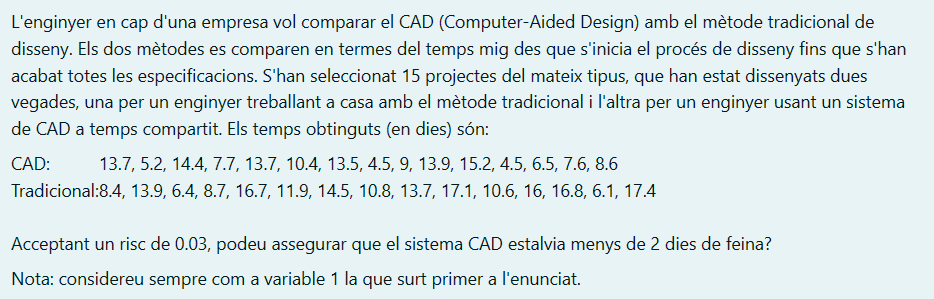 L'enginyer en cap d'una empresa vol comparar el CAD (Computer-Aided Design) amb el mètode tradicional de
disseny. Els dos mètodes es comparen en termes del temps mig des que s'inicia el procés de disseny fins que s'han
acabat totes les especificacions. S'han seleccionat 15 projectes del mateix tipus, que han estat dissenyats dues
vegades, una per un enginyer treballant a casa amb el mètode tradicional i l'altra per un enginyer usant un sistema
de CAD a temps compartit. Els temps obtinguts (en dies) són:
CAD: 13.7, 5.2, 14.4, 7.7, 13.7, 10.4, 13.5, 4.5, 9, 13.9, 15.2, 4.5, 6.5, 7.6, 8.6
Tradicional:8.4, 13.9, 6.4, 8.7, 16.7, 11.9, 14.5, 10.8, 13.7, 17.1, 10.6, 16, 16.8, 6.1, 17.4
Acceptant un risc de 0.03, podeu assegurar que el sistema CAD estalvia menys de 2 dies de feina?
Nota: considereu sempre com a variable 1 la que surt primer a l'enunciat.